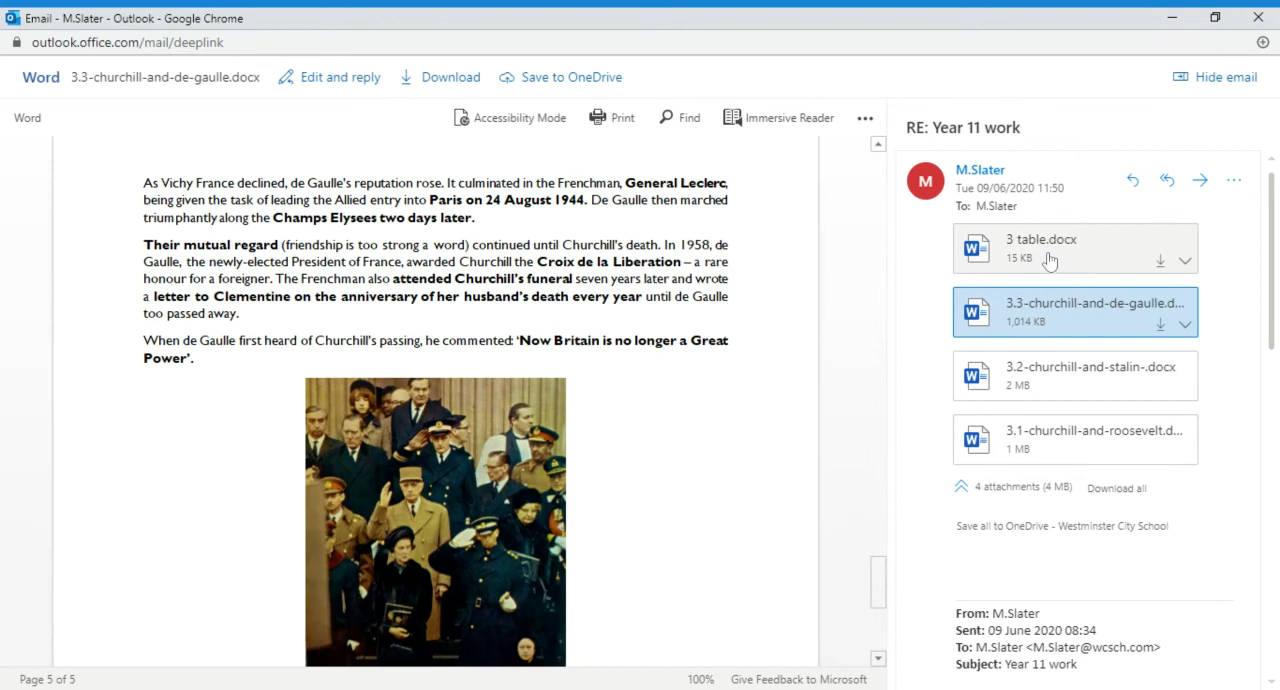 Email - M.Slater - Outlook - Google Chrome
outlook.office.com/mail/deeplink
Word 3.3-churchill-and-de-gaulle.docx Edit and reply Download Save to OneDrive Hide email
Word Accessibility Mode Print Find Immersive Reader
As Vichy France declined, de Gaulle's reputation rose. It culminated in the Frenchman, General Leclerc,
being given the task of leading the Allied entry into Paris on 24 August 1944. De Gaulle then marched
triumphantly along the Champs Elysees two days later.
Their mutual regard (friendship is too strong a word) continued until Churchill's death. In 1958, de
Gaulle, the newly-elected President of France, awarded Churchill the Croix de la Liberation – a rare
honour for a foreigner. The Frenchman also attended Churchill's funeral seven years later and wrote
a letter to Clementine on the anniversary of her husband's death every year until de Gaulle
too passed away.
When de Gaulle first heard of Churchill's passing, he commented: 'Now Britain is no longer a Great
Power'.
Page 5 of 5 100% Give Feedback to Microsoft
RE: Year 11 work
M
M.Slater
Tue 09/06/2020 11:50
To: M.Slater
W
3 table.docx
15 KB
W
3.3-churchill-and-de-gaulle.d...
1,014 KB
W
3.2-churchill-and-stalin-.docx
2 MB
W
3.1-churchill-and-roosevelt.d...
1 MB
4 attachments (4 MB) Download all
Save all to OneDrive - Westminster City School
From: M.Slater
Sent: 09 June 2020 08:34
To: M.Slater <M.Slater@wcsch.com>
Subject: Year 11 work